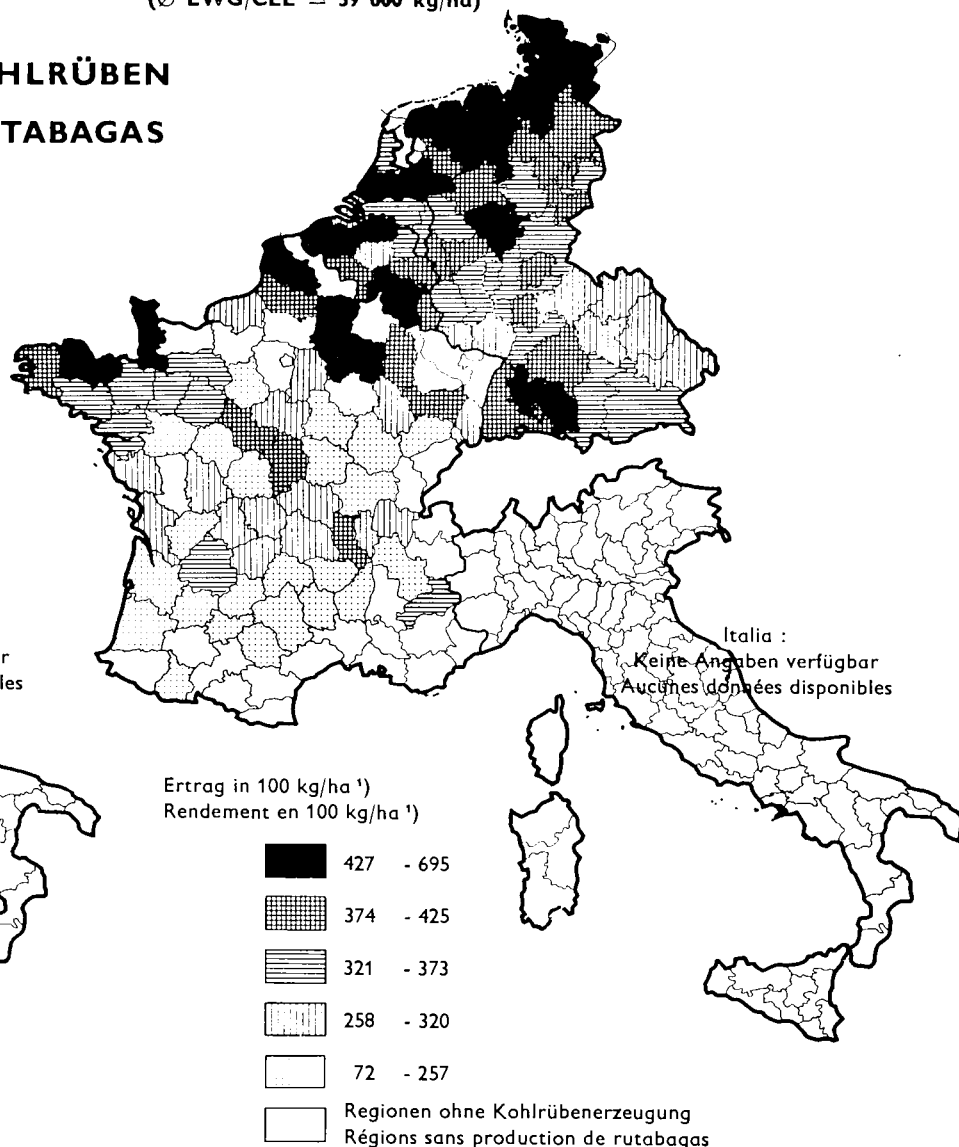 (Ø EWG/CEE = 39 000 kg/ha)
HLRÜBEN
TABAGAS
r
les
Italia :
Keine Angaben verfügbar
Aucunes données disponibles
Ertrag in 100 kg/ha ¹)
Rendement en 100 kg/ha ¹)
427 - 695
374 - 425
321 - 373
258 - 320
72 - 257
Regionen ohne Kohlrübenerzeugung
Régions sans production de rutabagas